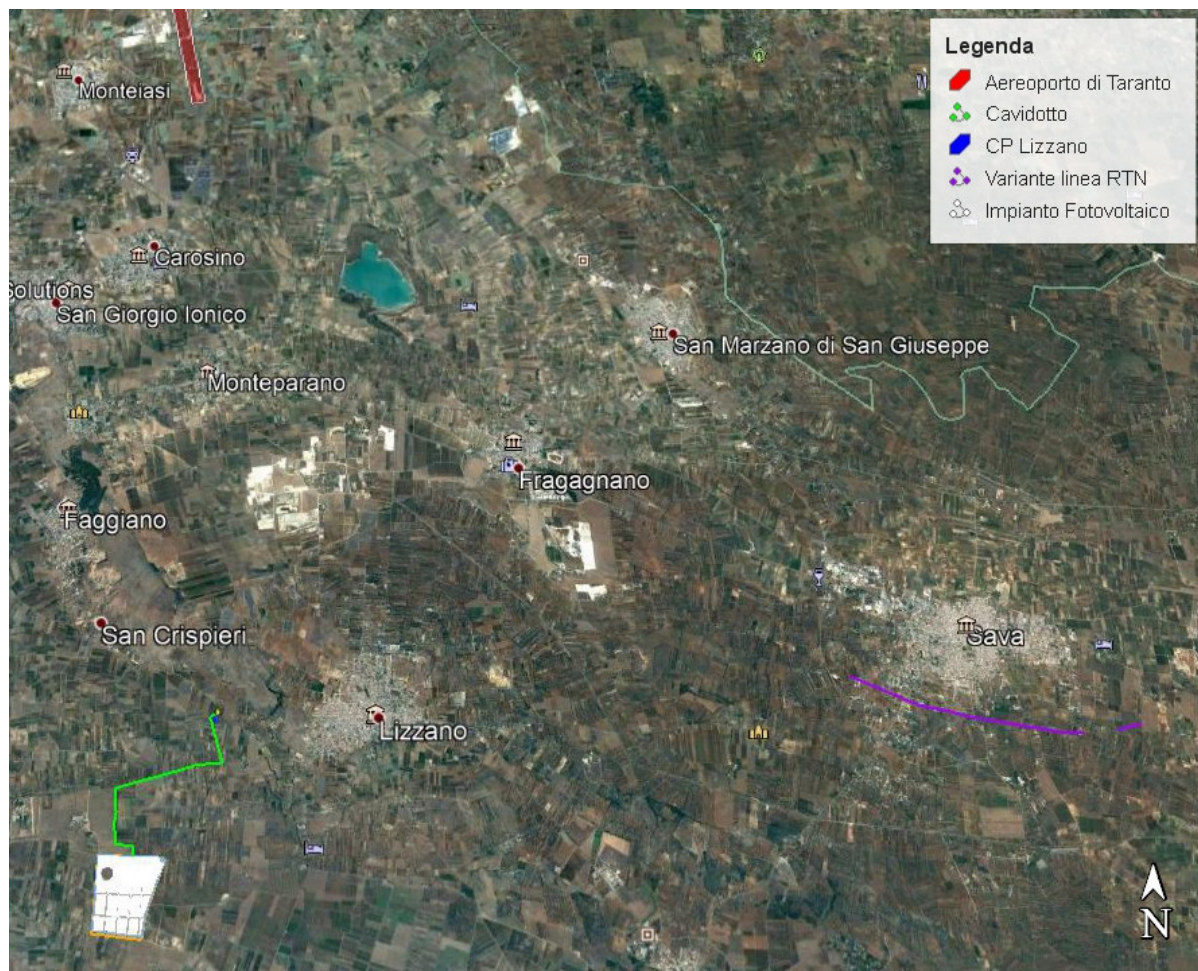 Legenda
Aereoporto di Taranto
Cavidotto
CP Lizzano
Variante linea RTN
Impianto Fotovoltaico
Monteiasi
Carosino
Solutions
San Giorgio Ionico
San Marzano di San Giuseppe
Monteparano
Fragagnano
Faggiano
San Crispieri
Sava
Lizzano
N